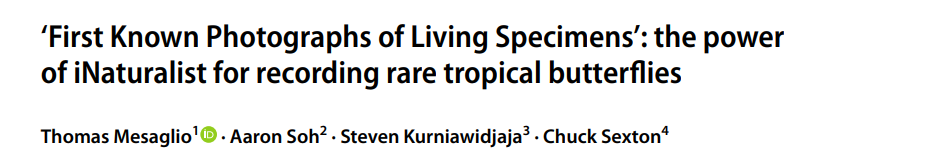 ‘First Known Photographs of Living Specimens’: the power
of iNaturalist for recording rare tropical butterflies
Thomas Mesaglio1 iD · Aaron Soh2 · Steven Kurniawidjaja3 · Chuck Sexton4